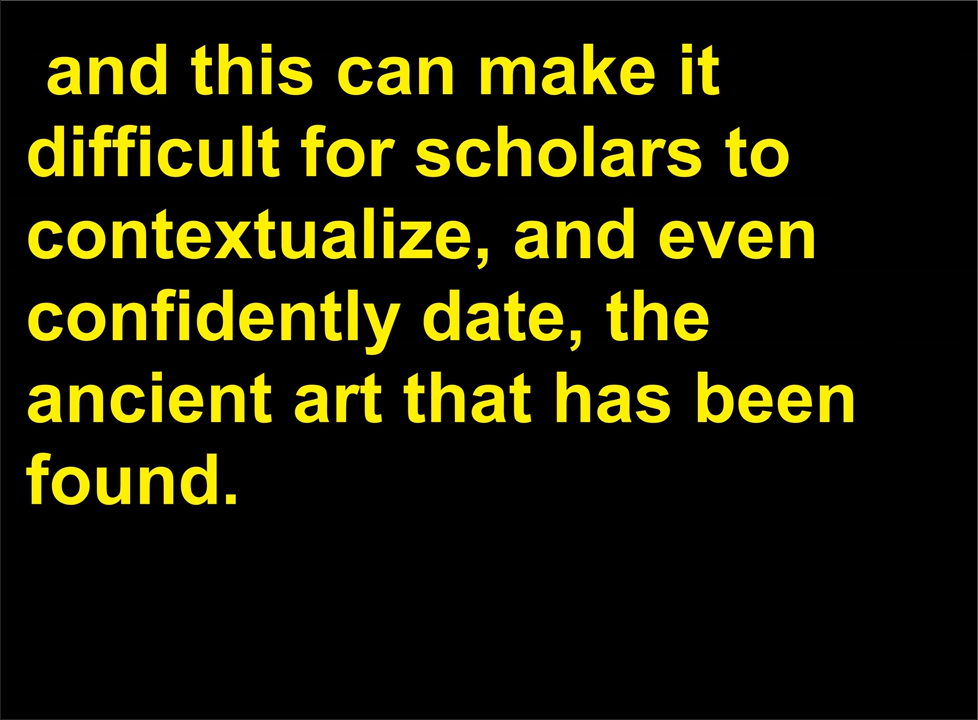 and this can make it
difficult for scholars to
contextualize, and even
confidently date, the
ancient art that has been
found.